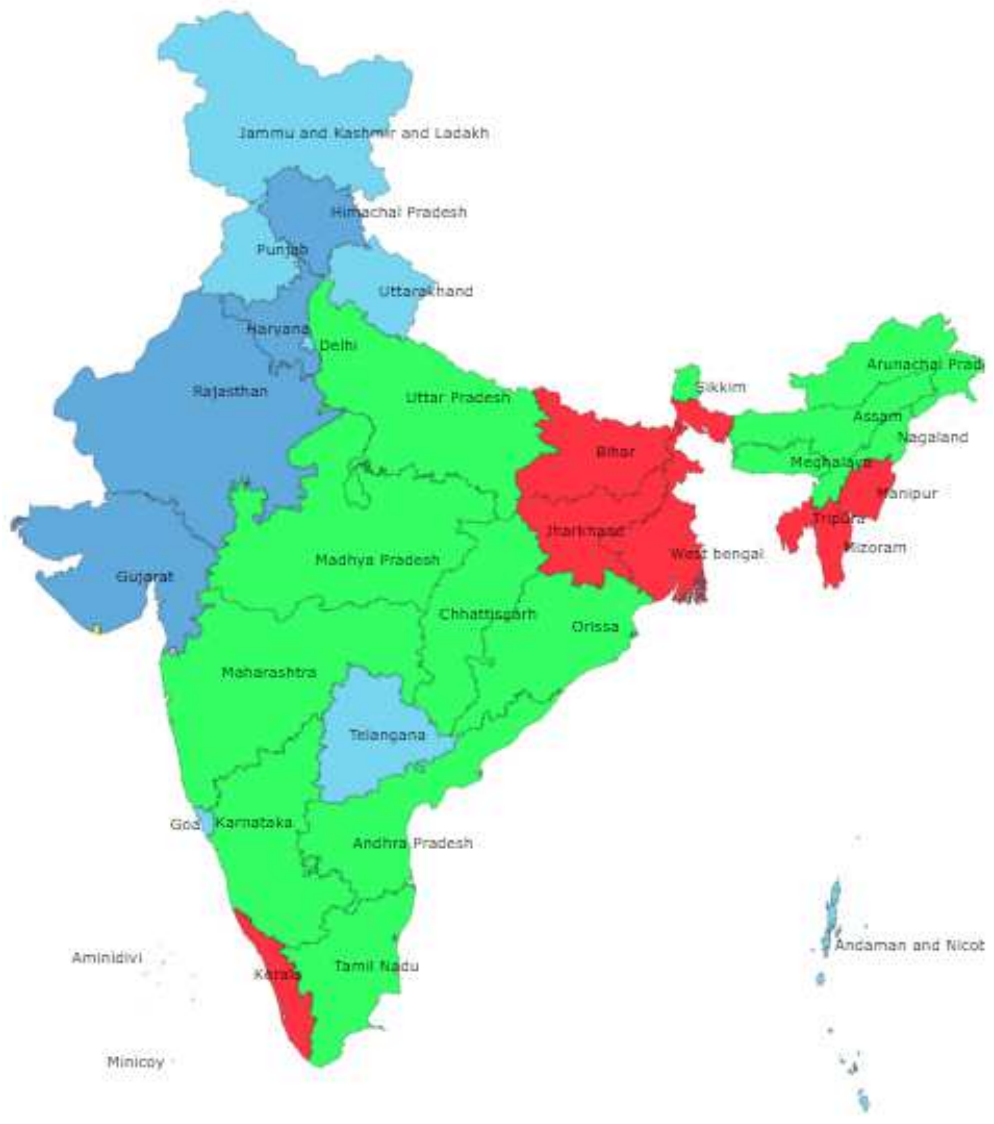 Jammu and Kashmir and Ladakh
Himachal Pradesh
Punjab
Uttarakhand
Haryana
Delhi
Rajasthan
Uttar Pradesh
Sikkim
Arunachal Prad
Assam
Nagaland
Bihar
Meghalaya
Manipur
Tripura
Jharkhand
Mizoram
West bengal
Madhya Pradesh
Gujarat
Chhattisgarh
Orissa
Maharashtra
Telangana
Goa
Karnataka
Andhra Pradesh
Andaman and Nicob
Aminidivi
Kerala
Tamil Nadu
Minicoy